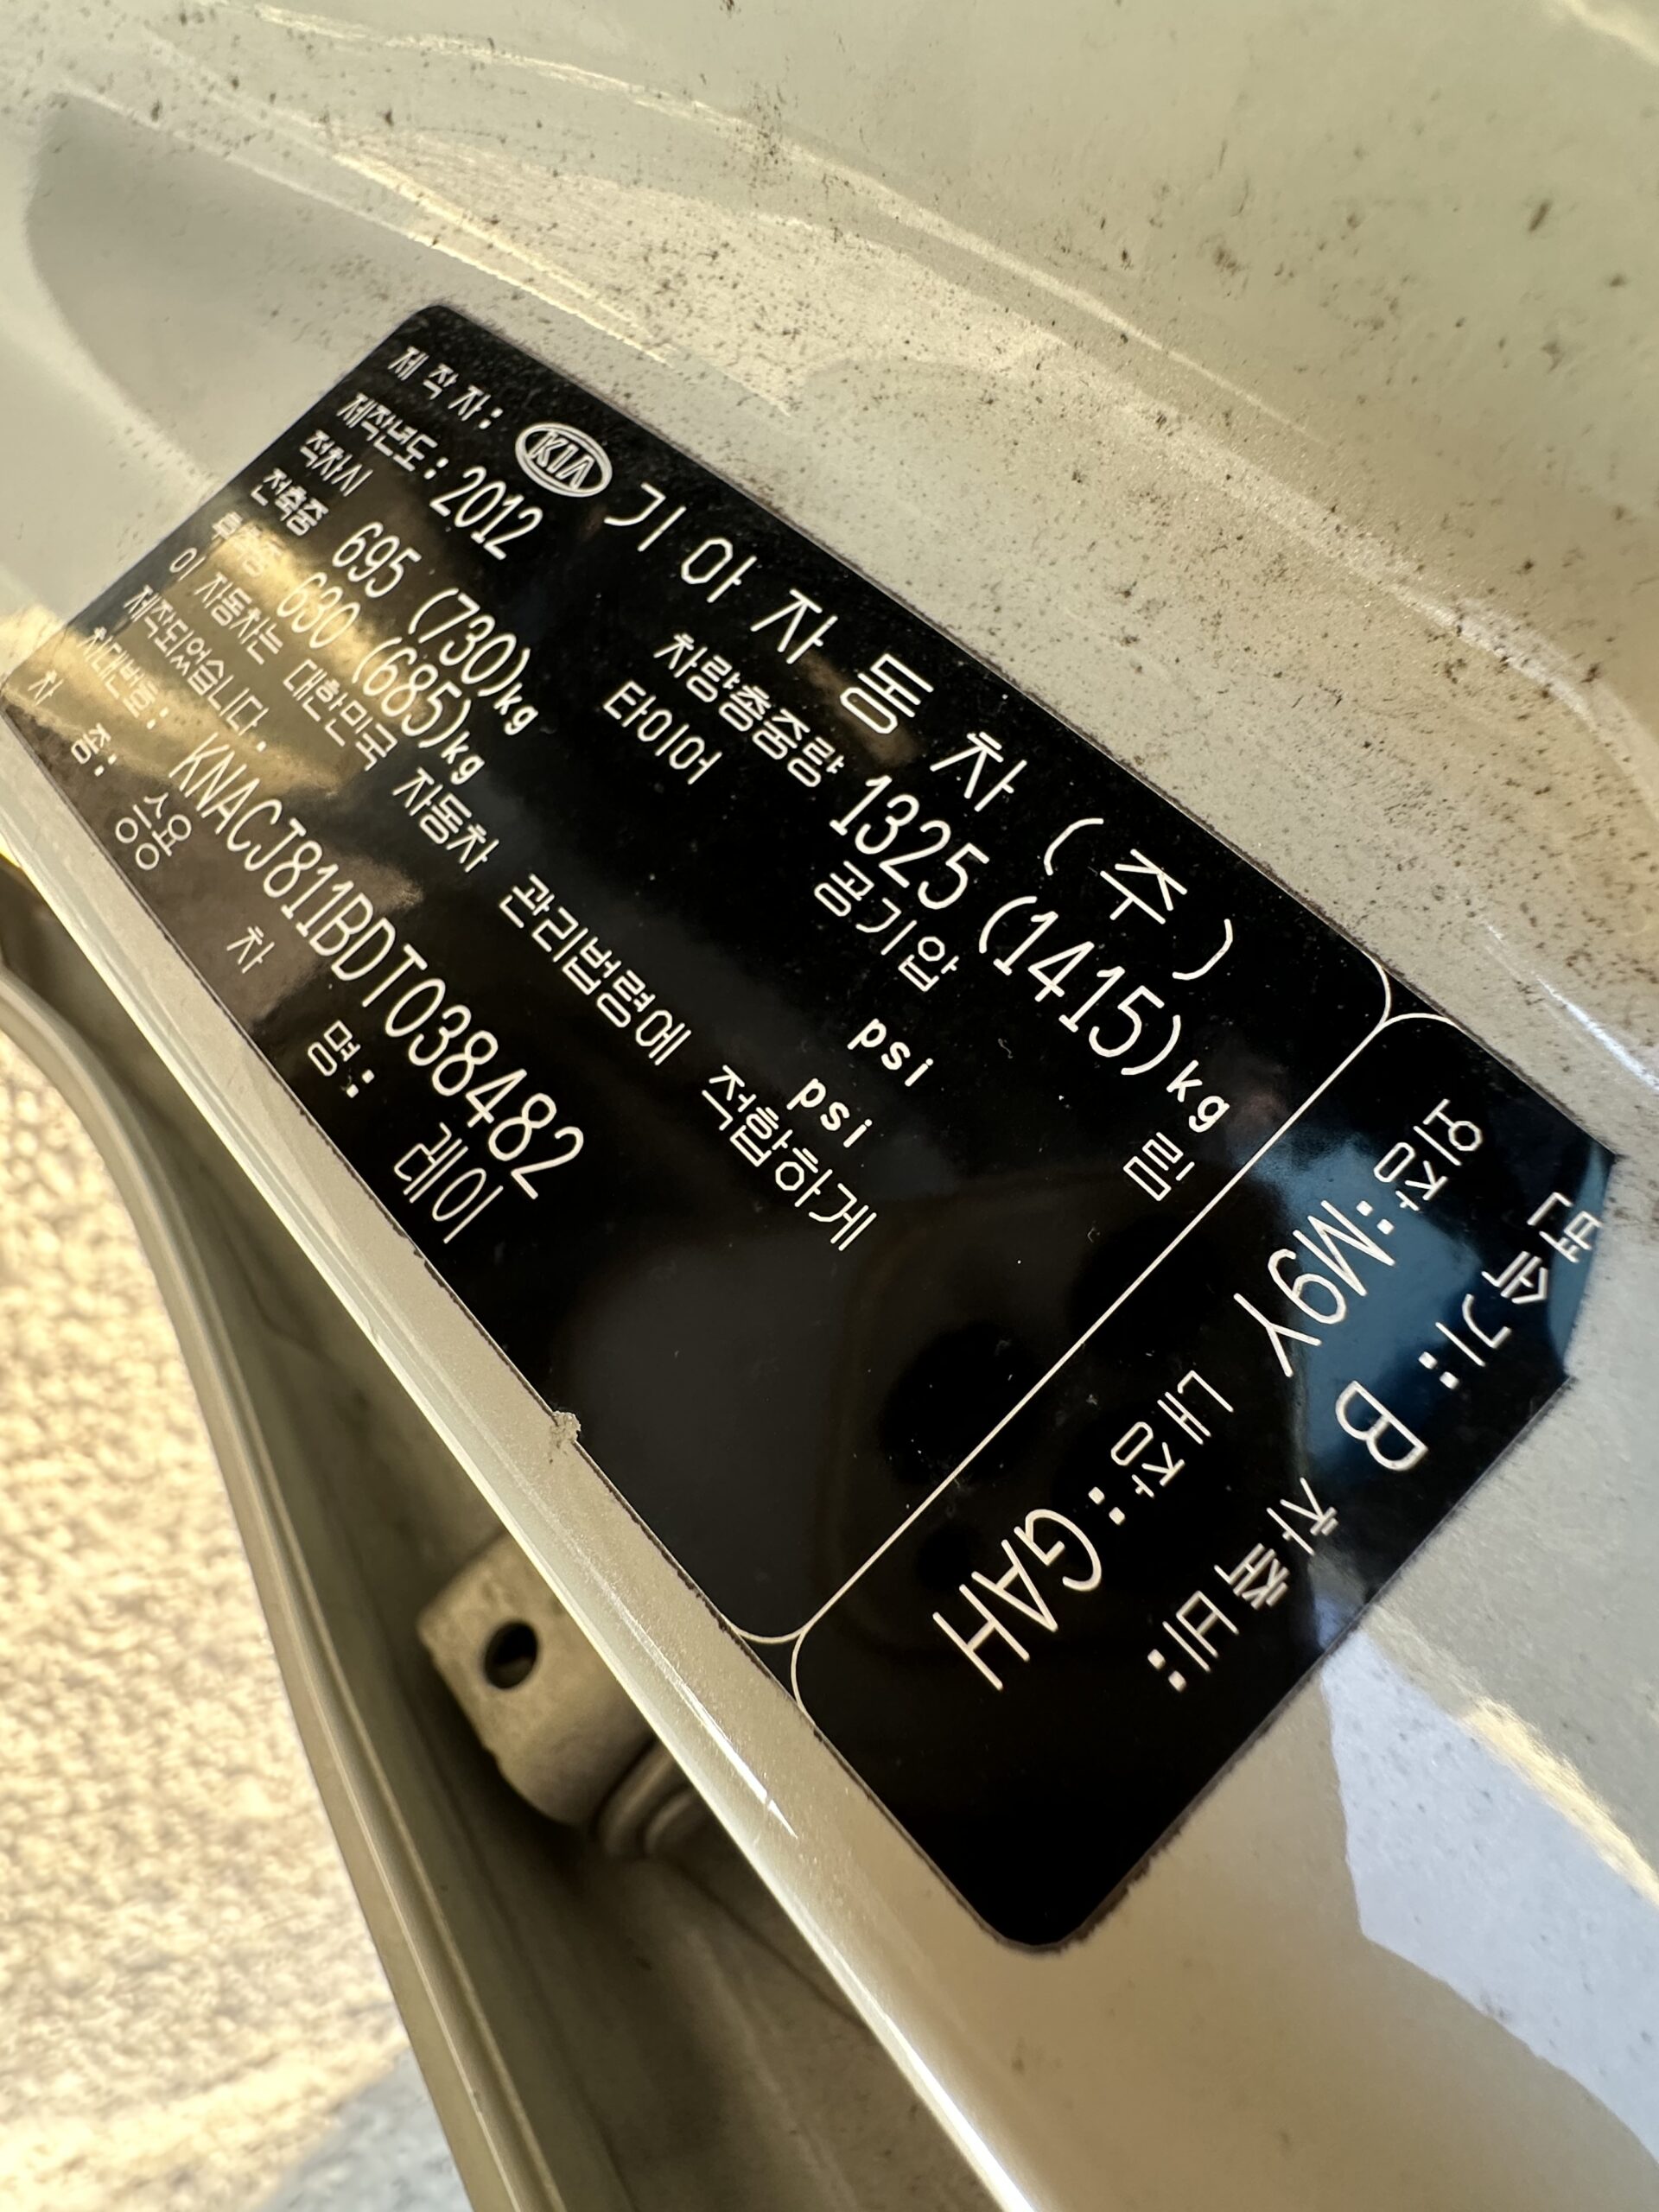 제 작 자: KIA 기 아 자 동 차 (주)
제작년도: 2012 차량총중량 1325 (1415)kg
적차시 타이어 공기압 림
전축중 695 (730)kg psi
후축중 630 (685)kg psi
이 자동차는 대한민국 자동차 관리법령에 적합하게
제작되었습니다.
차대번호: KNACJ811BDT038482
차 종: 승용 차 명: 레이
변속기: B 차축비:
외장:M9Y 내장:GAH